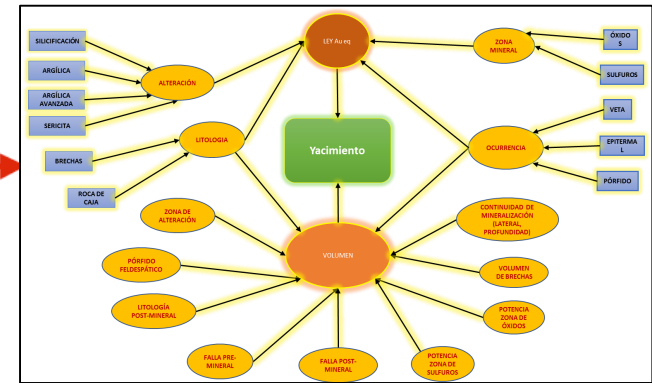 SILICIFICACIÓN
ARGÍLICA
ARGÍLICA
AVANZADA
SERICITA
ALTERACIÓN
LEY Au eq
ZONA
MINERAL
ÓXIDO
S
SULFUROS
LITOLOGIA
BRECHAS
ROCA DE
CAJA
Yacimiento
OCURRENCIA
VETA
EPITERMA
L
PÓRFIDO
ZONA DE
ALTERACIÓN
PÓRFIDO
FELDESPÁTICO
LITOLOGÍA
POST-MINERAL
FALLA PRE-
MINERAL
FALLA POST-
MINERAL
VOLUMEN
CONTINUIDAD DE
MINERALIZACIÓN
(LATERAL,
PROFUNDIDAD)
VOLUMEN
DE BRECHAS
POTENCIA
ZONA DE
ÓXIDOS
POTENCIA
ZONA DE
SULFUROS